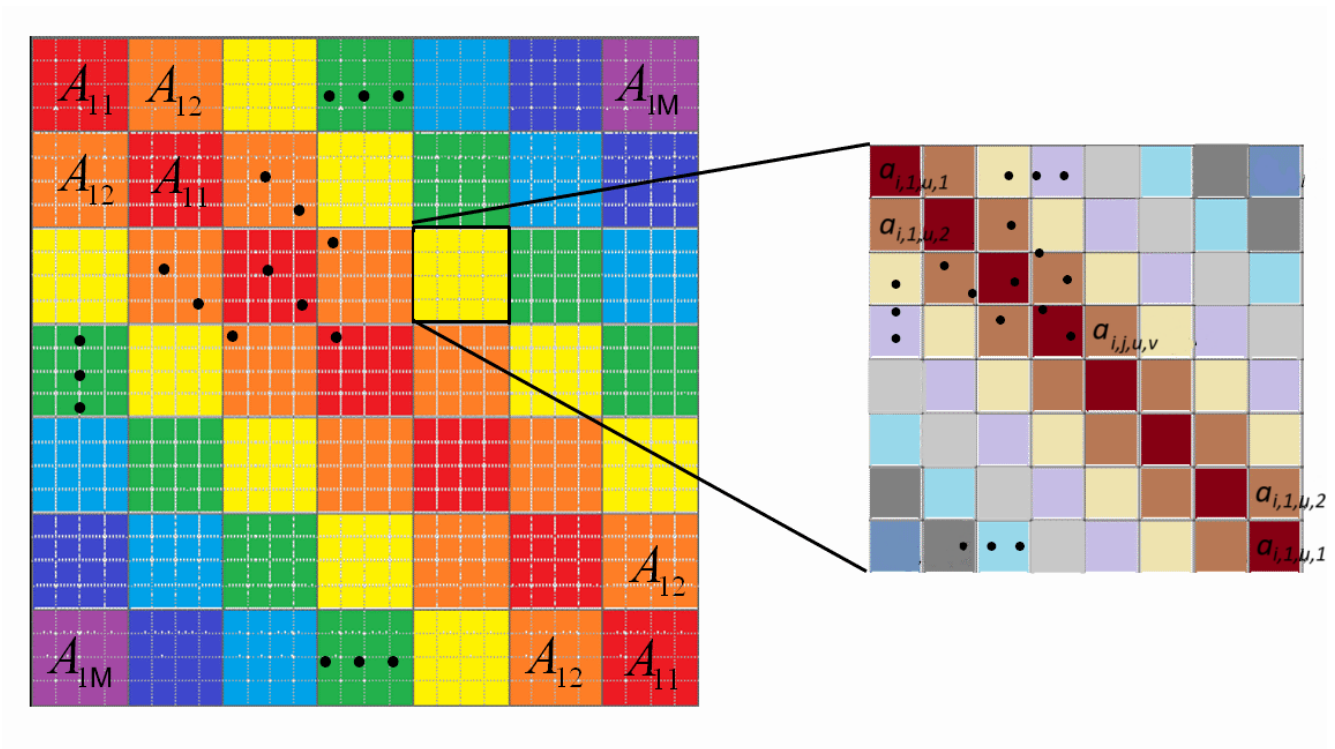 A11 A12 • • • A1M
A12 A11
A12
A1M • • • A12 A11
ai,1,u,1 • • •
ai,1,u,2
ai,j,u,v
ai,1,u,2
ai,1,u,1